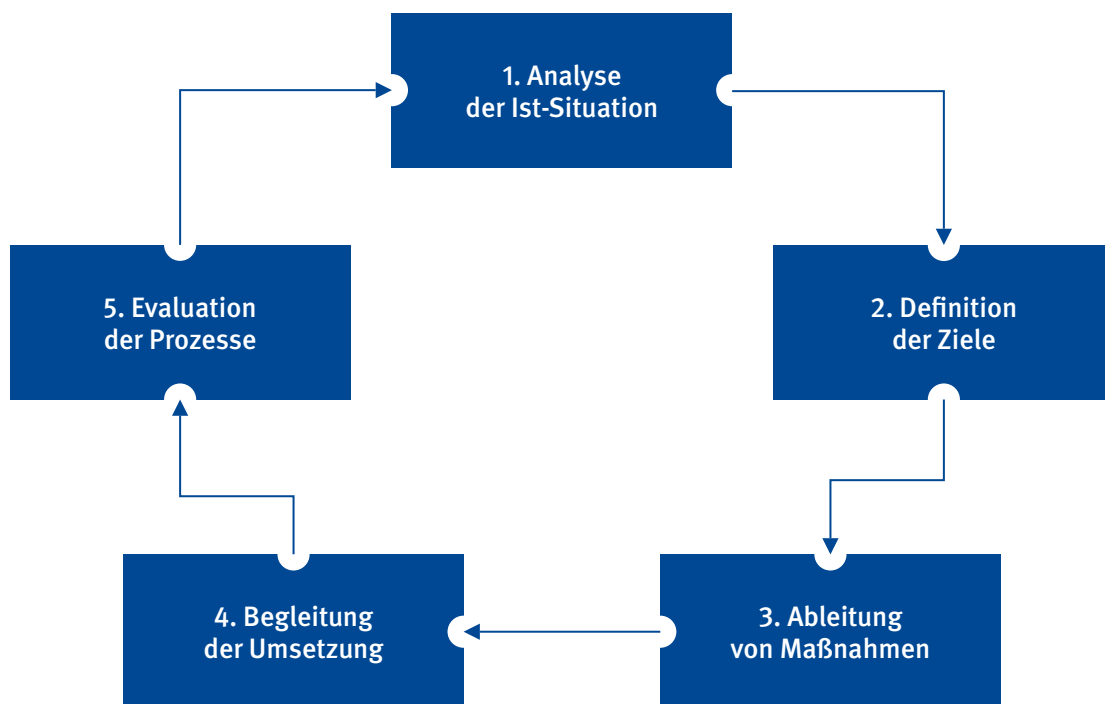 1. Analyse
der Ist-Situation
2. Definition
der Ziele
3. Ableitung
von Maßnahmen
4. Begleitung
der Umsetzung
5. Evaluation
der Prozesse